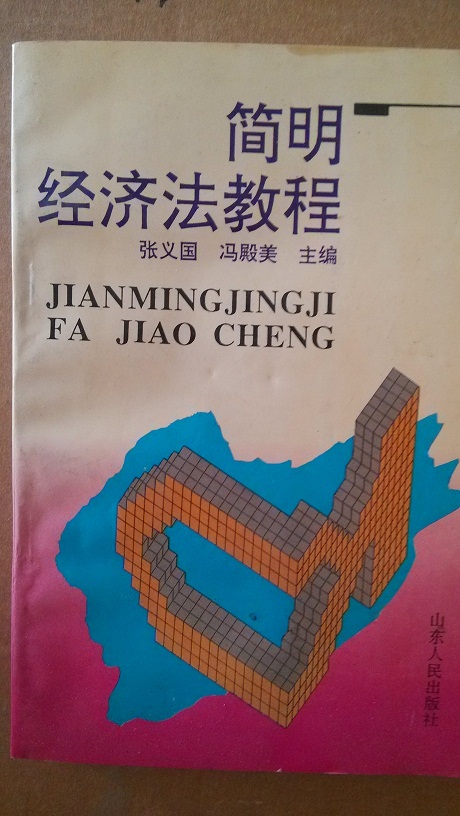 简明
经济法教程
张义国 冯殿美 主编
JIANMINGJINGJI
FA JIAO CHENG
山东人民出版社